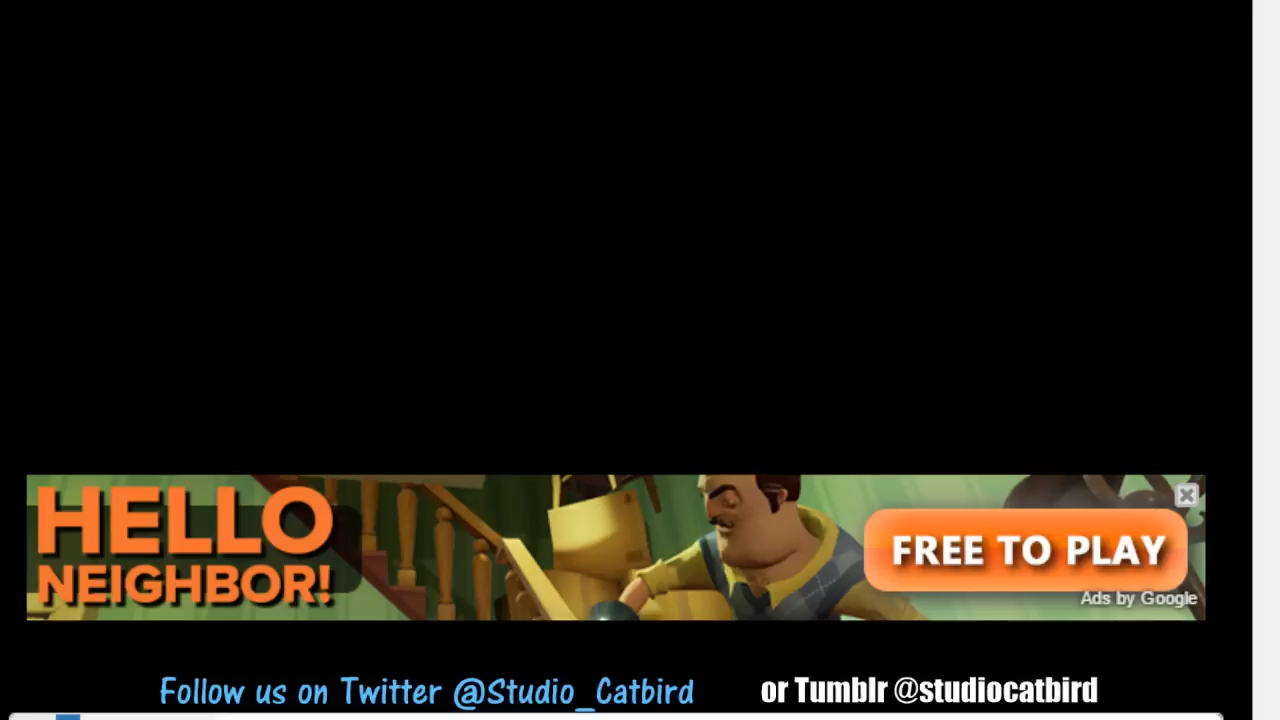 HELLO
NEIGHBOR!
FREE TO PLAY
Ads by Google
Follow us on Twitter @Studio_Catbird or Tumblr @studiocatbird